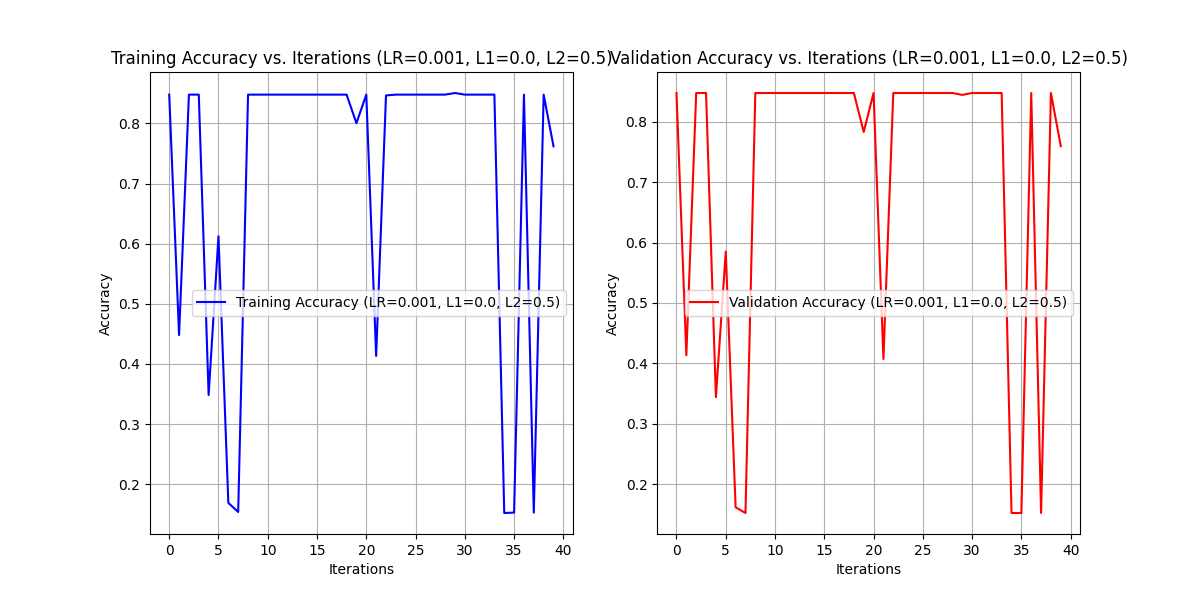 Training Accuracy vs. Iterations (LR=0.001, L1=0.0, L2=0.5)
Accuracy
0.8
0.7
0.6
0.5
0.4
0.3
0.2
Training Accuracy (LR=0.001, L1=0.0, L2=0.5)
0 5 10 15 20 25 30 35 40
Iterations
Validation Accuracy vs. Iterations (LR=0.001, L1=0.0, L2=0.5)
Accuracy
0.8
0.7
0.6
0.5
0.4
0.3
0.2
Validation Accuracy (LR=0.001, L1=0.0, L2=0.5)
0 5 10 15 20 25 30 35 40
Iterations